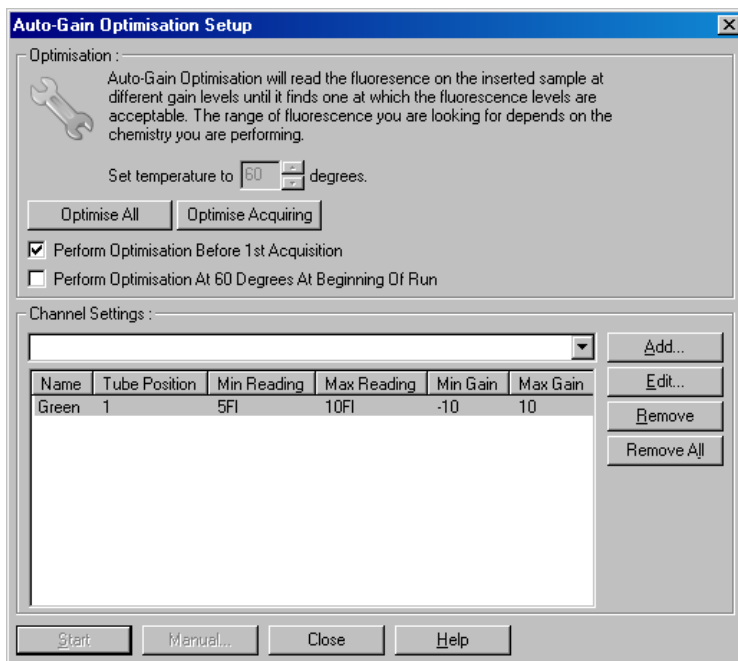 Auto-Gain Optimisation Setup
Optimisation :
Auto-Gain Optimisation will read the fluoresence on the inserted sample at
different gain levels until it finds one at which the fluorescence levels are
acceptable. The range of fluorescence you are looking for depends on the
chemistry you are performing.
Set temperature to 60 degrees.
Optimise All Optimise Acquiring
Perform Optimisation Before 1st Acquisition
Perform Optimisation At 60 Degrees At Beginning Of Run
Channel Settings :
Add...
Name Tube Position Min Reading Max Reading Min Gain Max Gain Edit...
Green 1 5Fl 10Fl -10 10
Remove
Remove All
Start Manual... Close Help